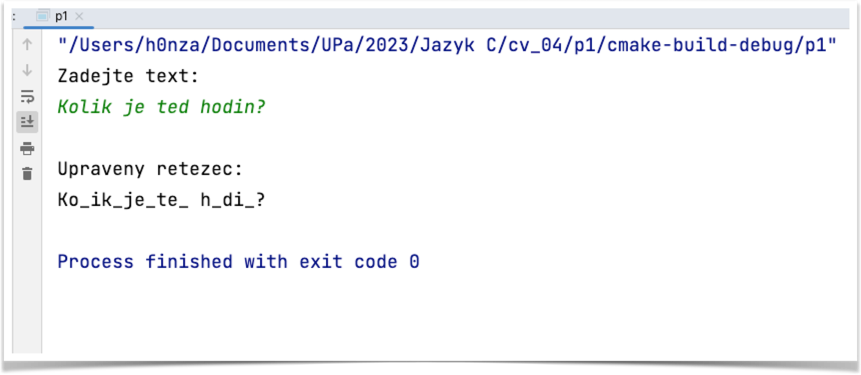 : p1 ×
"/Users/h0nza/Documents/UPa/2023/Jazyk C/cv_04/p1/cmake-build-debug/p1"
Zadejte text:
Kolik je ted hodin?
Upraveny retezec:
Ko_ik_je_te_ h_di_?
Process finished with exit code 0